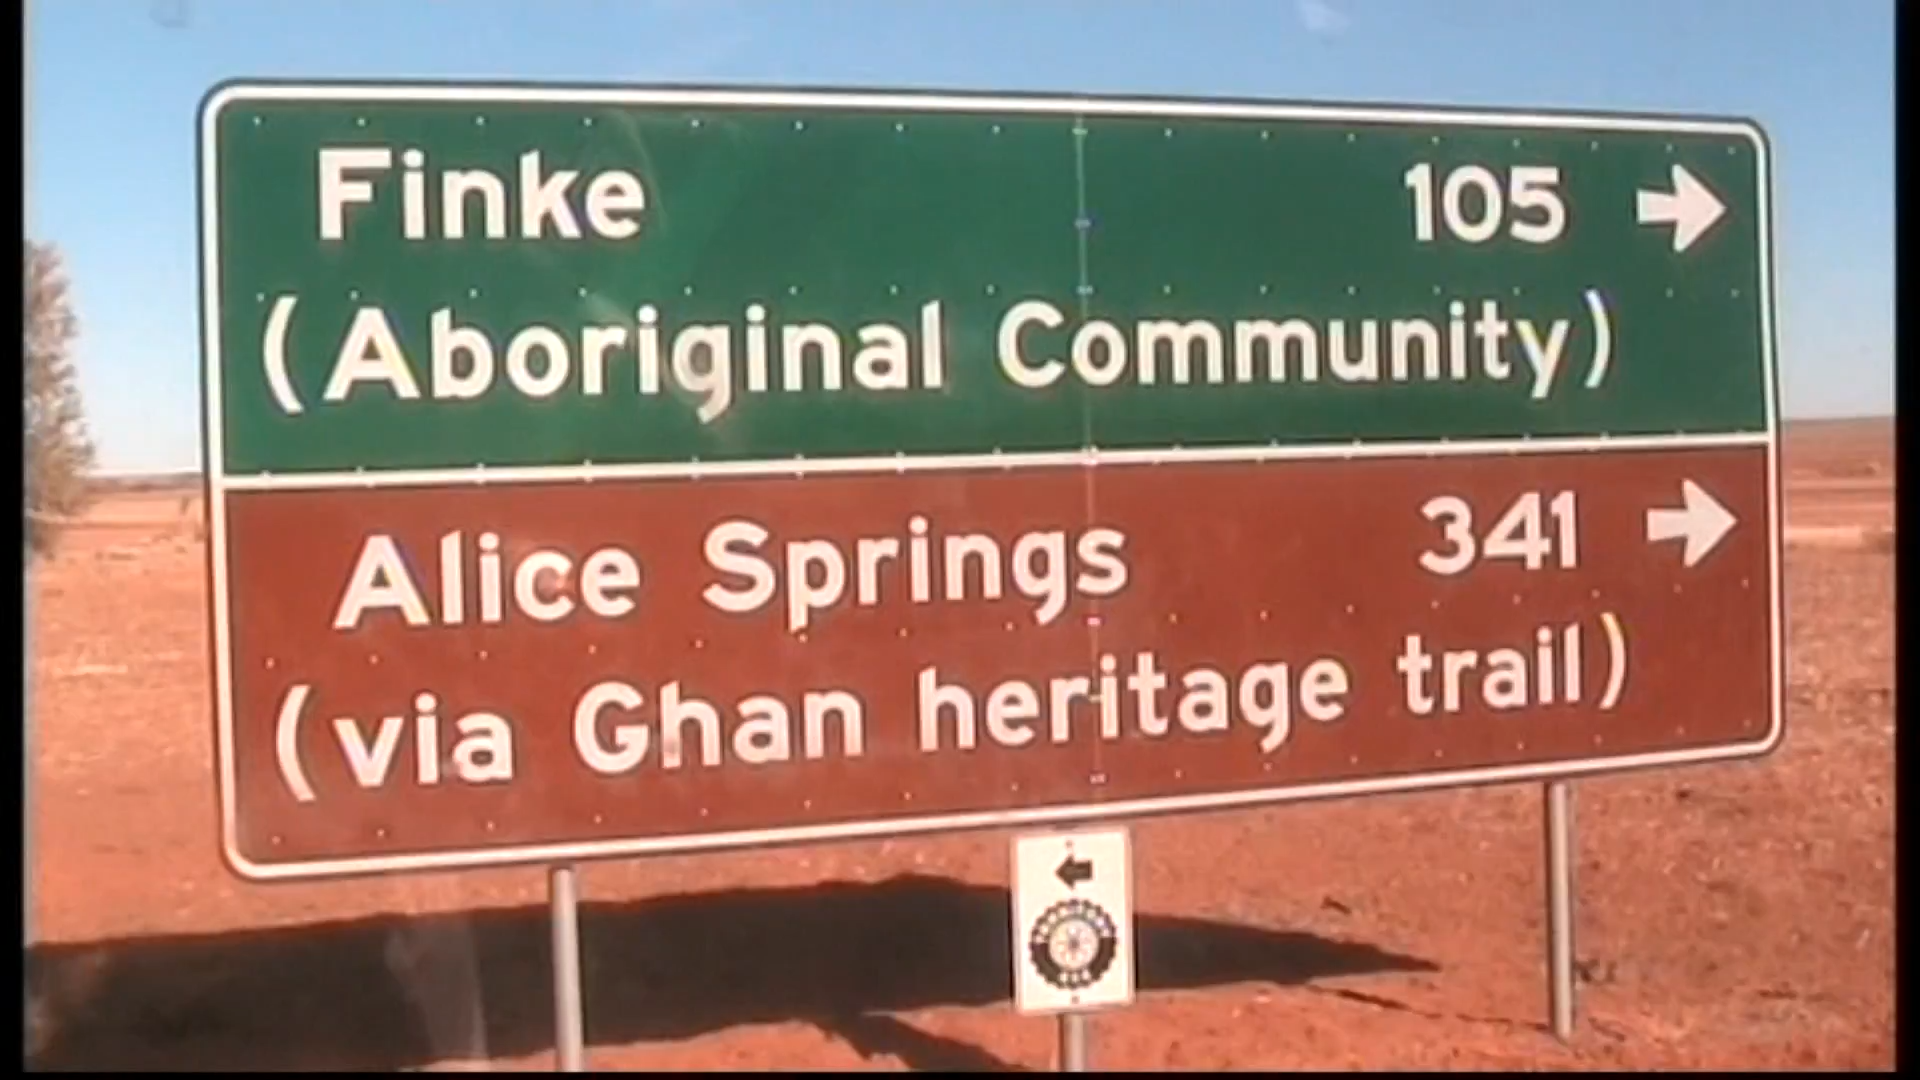 Finke 105
(Aboriginal Community)
Alice Springs 341
(via Ghan heritage trail)